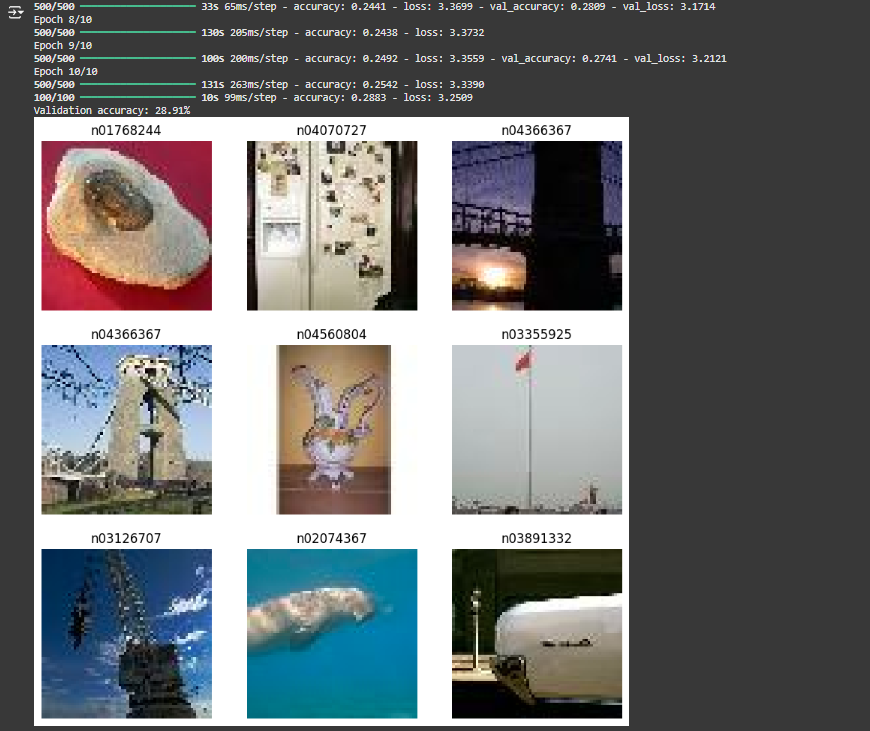 500/500 ━━━━━━━━━━━━━━━━━━━━ 33s 65ms/step - accuracy: 0.2441 - loss: 3.3699 - val_accuracy: 0.2809 - val_loss: 3.1714
Epoch 8/10
500/500 ━━━━━━━━━━━━━━━━━━━━ 130s 205ms/step - accuracy: 0.2438 - loss: 3.3732
Epoch 9/10
500/500 ━━━━━━━━━━━━━━━━━━━━ 100s 200ms/step - accuracy: 0.2492 - loss: 3.3559 - val_accuracy: 0.2741 - val_loss: 3.2121
Epoch 10/10
500/500 ━━━━━━━━━━━━━━━━━━━━ 131s 263ms/step - accuracy: 0.2542 - loss: 3.3390
100/100 ━━━━━━━━━━━━━━━━━━━━ 10s 99ms/step - accuracy: 0.2883 - loss: 3.2509
Validation accuracy: 28.91%
n01768244 n04070727 n04366367
n04366367 n04560804 n03355925
n03126707 n02074367 n03891332